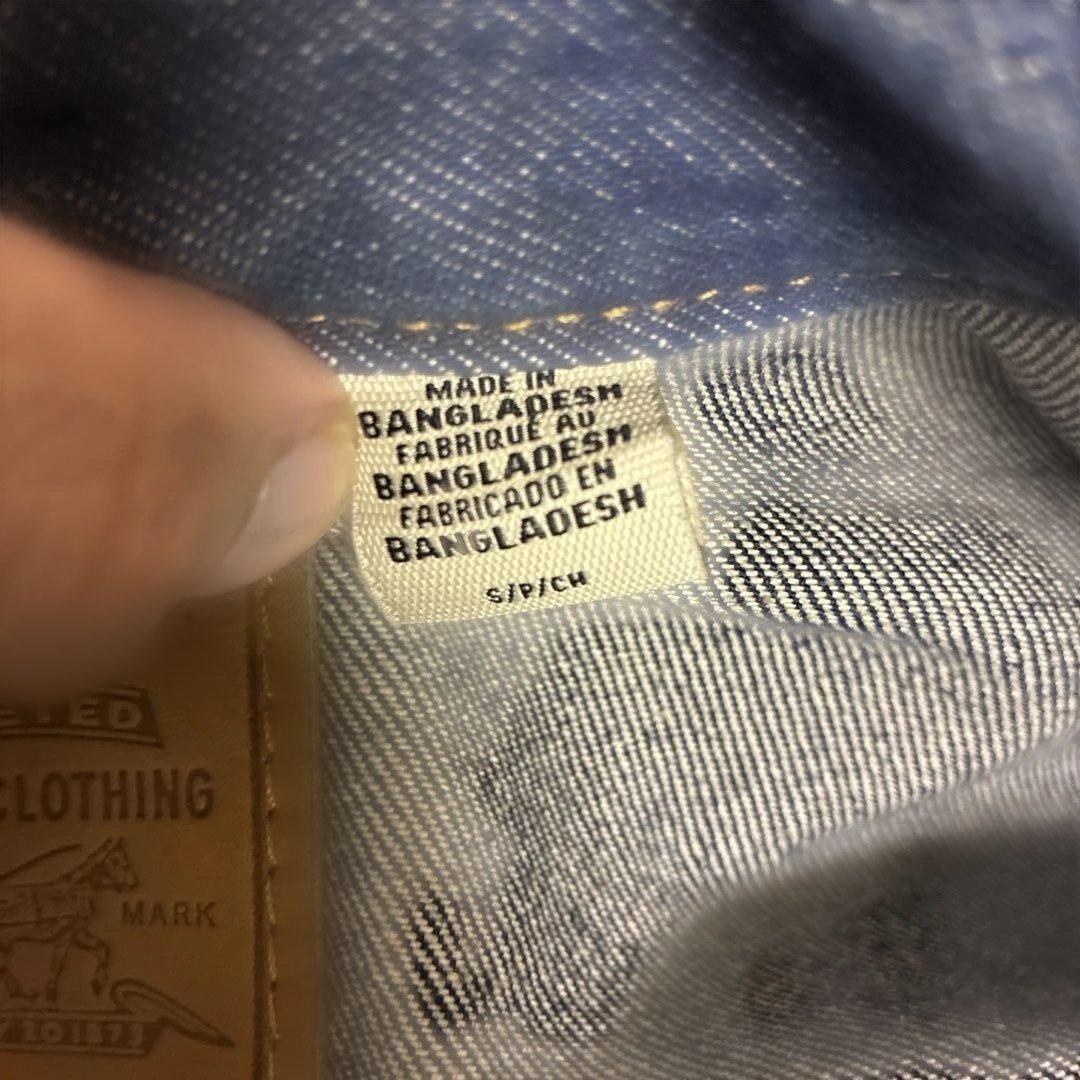 MADE IN
BANGLADESH
FABRIQUE AU
BANGLADESH
FABRICADO EN
BANGLADESH
S/P/CH
CLOTHING
MARK